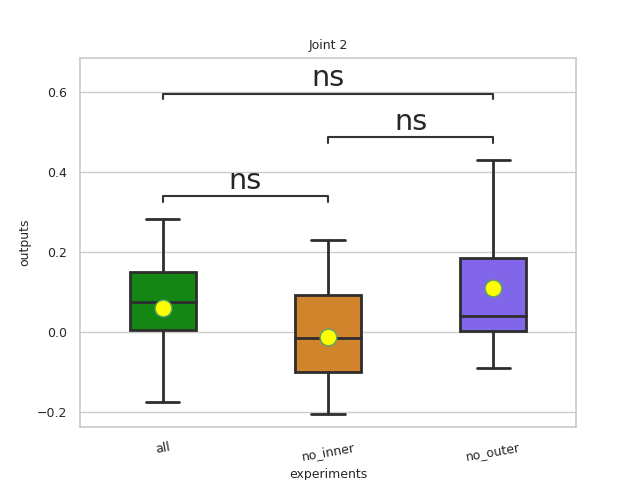 Joint 2
ns
ns
ns
0.6
0.4
0.2
0.0
−0.2
outputs
all
no_inner
no_outer
experiments